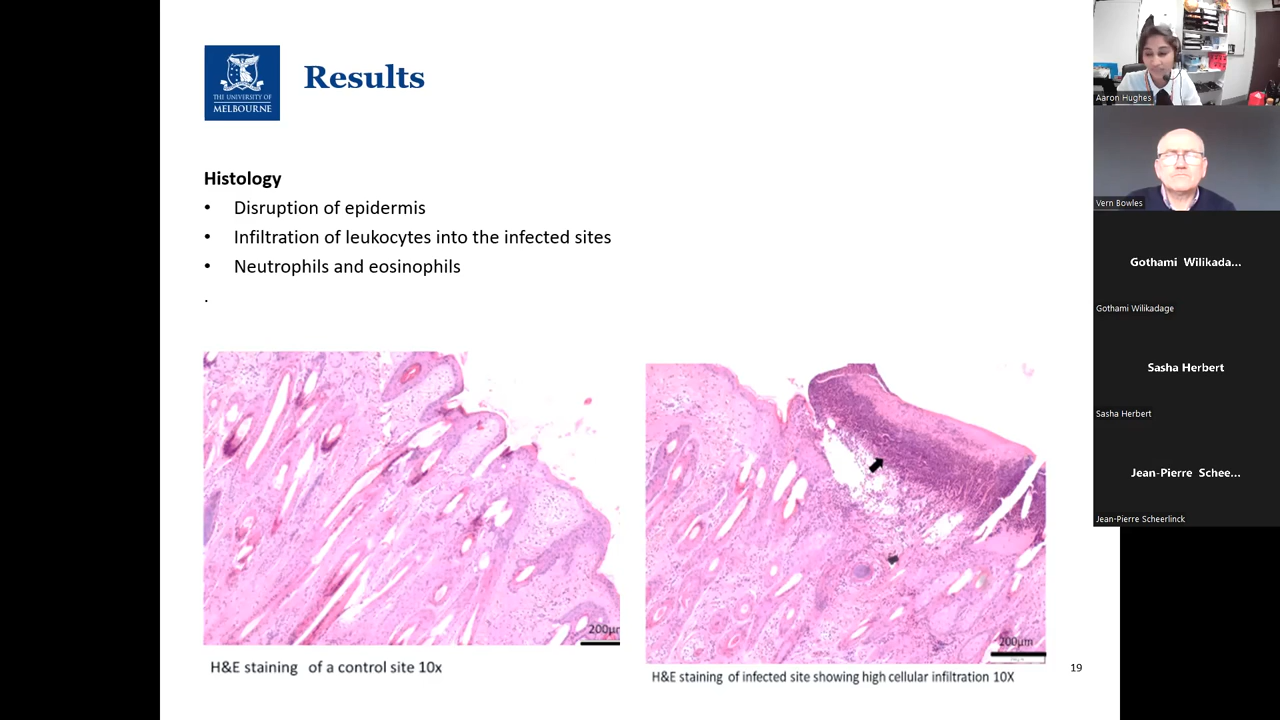 THE UNIVERSITY OF
MELBOURNE
Results
Histology
• Disruption of epidermis
• Infiltration of leukocytes into the infected sites
• Neutrophils and eosinophils
.
200µm
H&E staining of a control site 10x
200µm
H&E staining of infected site showing high cellular infiltration 10X
19
Aaron Hughes
Vern Bowles
Gothami Wilikada...
Gothami Wilikadage
Sasha Herbert
Sasha Herbert
Jean-Pierre Schee...
Jean-Pierre Scheerlinck